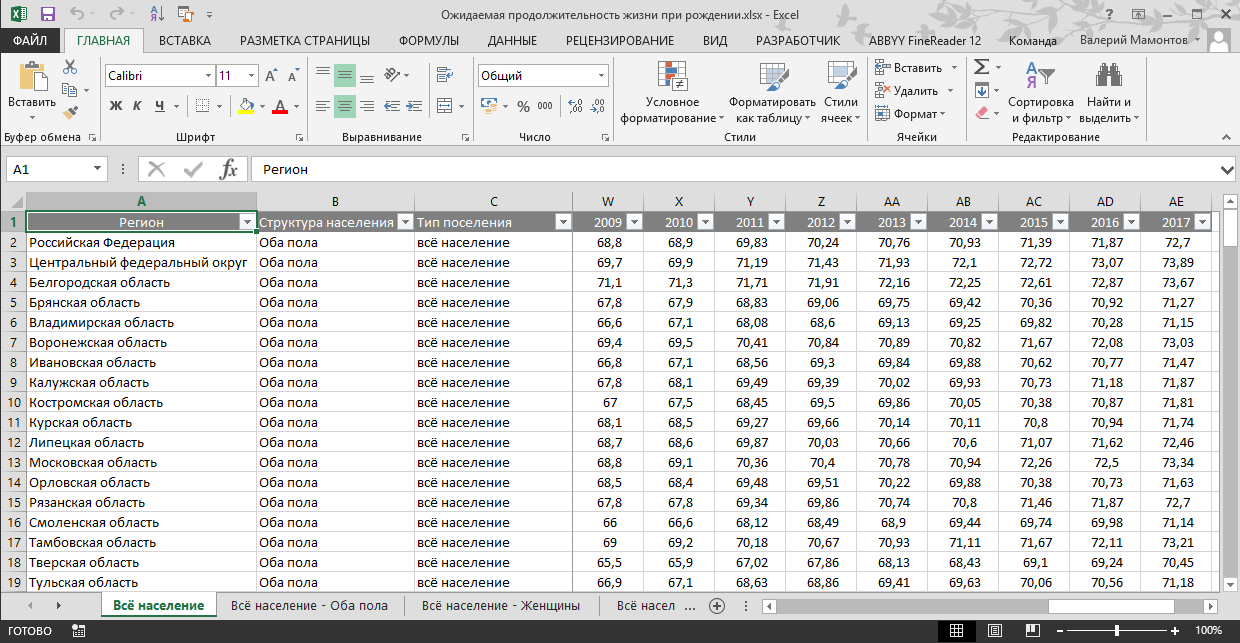 Ожидаемая продолжительность жизни при рождении.xlsx - Excel
ФАЙЛ ГЛАВНАЯ ВСТАВКА РАЗМЕТКА СТРАНИЦЫ ФОРМУЛЫ ДАННЫЕ РЕЦЕНЗИРОВАНИЕ ВИД РАЗРАБОТЧИК ABBYY FineReader 12 Команда Валерий Мамонтов
Calibri 11 Общий Вставить
Вставить Ж К Ч А % 000 Условное форматирование Форматировать как таблицу Стили ячеек Удалить Сортировка и фильтр Найти и выделить
Формат
Буфер обмена Шрифт Выравнивание Число Стили Ячейки Редактирование
A1 fx Регион
A B C W X Y Z AA AB AC AD AE
1 Регион Структура населения Тип поселения 2009 2010 2011 2012 2013 2014 2015 2016 2017
2 Российская Федерация Оба пола всё население 68,8 68,9 69,83 70,24 70,76 70,93 71,39 71,87 72,7
3 Центральный федеральный округ Оба пола всё население 69,7 69,9 71,19 71,43 71,93 72,1 72,72 73,07 73,89
4 Белгородская область Оба пола всё население 71,1 71,3 71,71 71,91 72,16 72,25 72,61 72,87 73,67
5 Брянская область Оба пола всё население 67,8 67,9 68,83 69,06 69,75 69,42 70,36 70,92 71,27
6 Владимирская область Оба пола всё население 66,6 67,1 68,08 68,6 69,13 69,25 69,82 70,28 71,15
7 Воронежская область Оба пола всё население 69,4 69,5 70,41 70,84 70,89 70,82 71,67 72,08 73,03
8 Ивановская область Оба пола всё население 66,8 67,1 68,56 69,3 69,84 69,88 70,62 70,77 71,47
9 Калужская область Оба пола всё население 67,8 68,1 69,49 69,39 70,02 69,93 70,73 71,18 71,87
10 Костромская область Оба пола всё население 67 67,5 68,45 69,5 69,86 70,05 70,38 70,87 71,81
11 Курская область Оба пола всё население 68,1 68,5 69,27 69,66 70,14 70,11 70,8 70,94 71,74
12 Липецкая область Оба пола всё население 68,7 68,6 69,87 70,03 70,66 70,6 71,07 71,62 72,46
13 Московская область Оба пола всё население 68,8 69,1 70,36 70,4 70,78 70,94 72,26 72,5 73,34
14 Орловская область Оба пола всё население 68,5 68,4 69,48 69,51 70,22 69,88 70,38 70,73 71,63
15 Рязанская область Оба пола всё население 67,8 67,8 69,34 69,86 70,74 70,8 71,46 71,87 72,7
16 Смоленская область Оба пола всё население 66 66,6 68,12 68,49 68,9 69,44 69,74 69,98 71,14
17 Тамбовская область Оба пола всё население 69 69,2 70,18 70,67 70,93 71,11 71,67 72,11 73,21
18 Тверская область Оба пола всё население 65,5 65,9 67,02 67,86 68,13 68,43 69,1 69,24 70,45
19 Тульская область Оба пола всё население 66,9 67,1 68,63 68,86 69,41 69,63 70,06 70,56 71,18
Всё население Всё население - Оба пола Всё население - Женщины Всё насел ...
ГОТОВО 100%